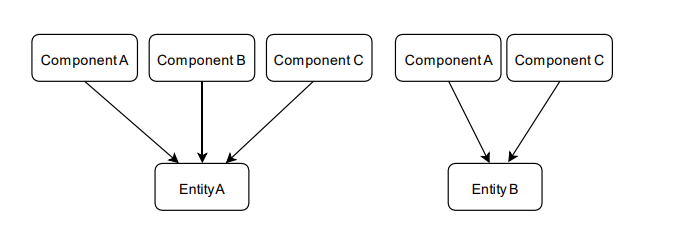 Component A
Component B
Component C
Component A
Component C
Entity A
Entity B